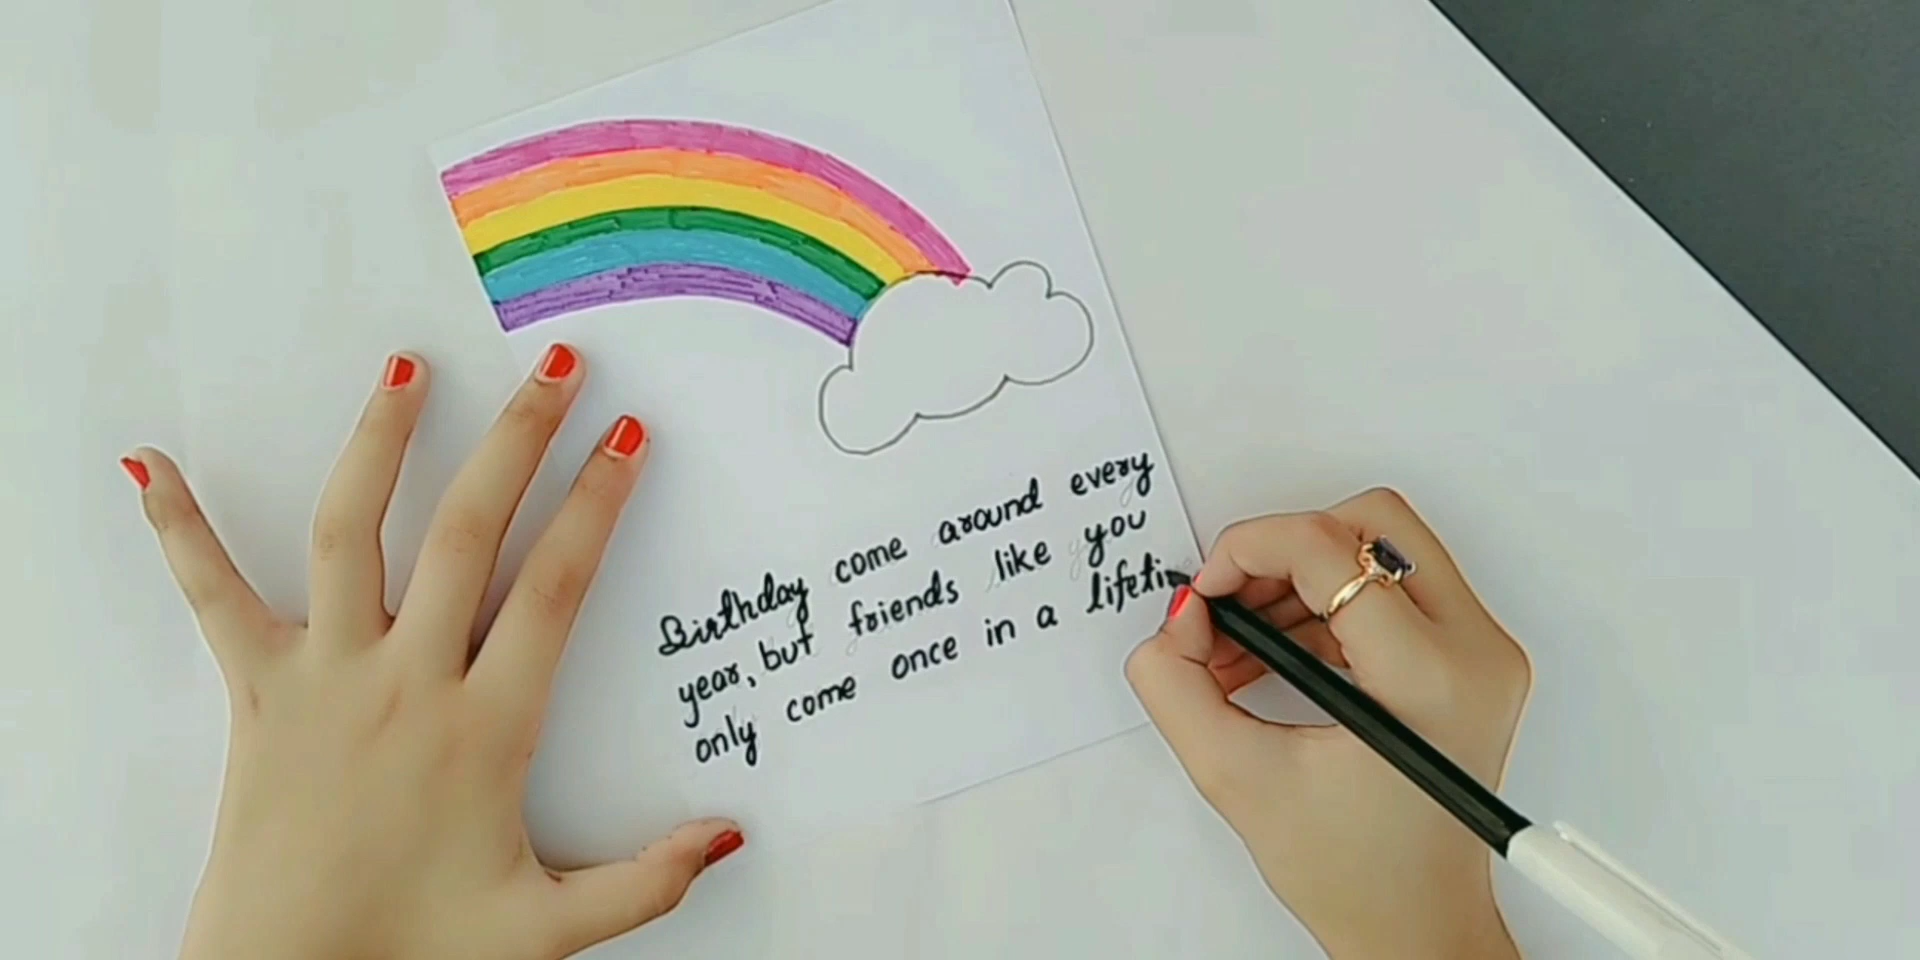 Birthday come around every
year, but friends like you
only come once in a lifeti